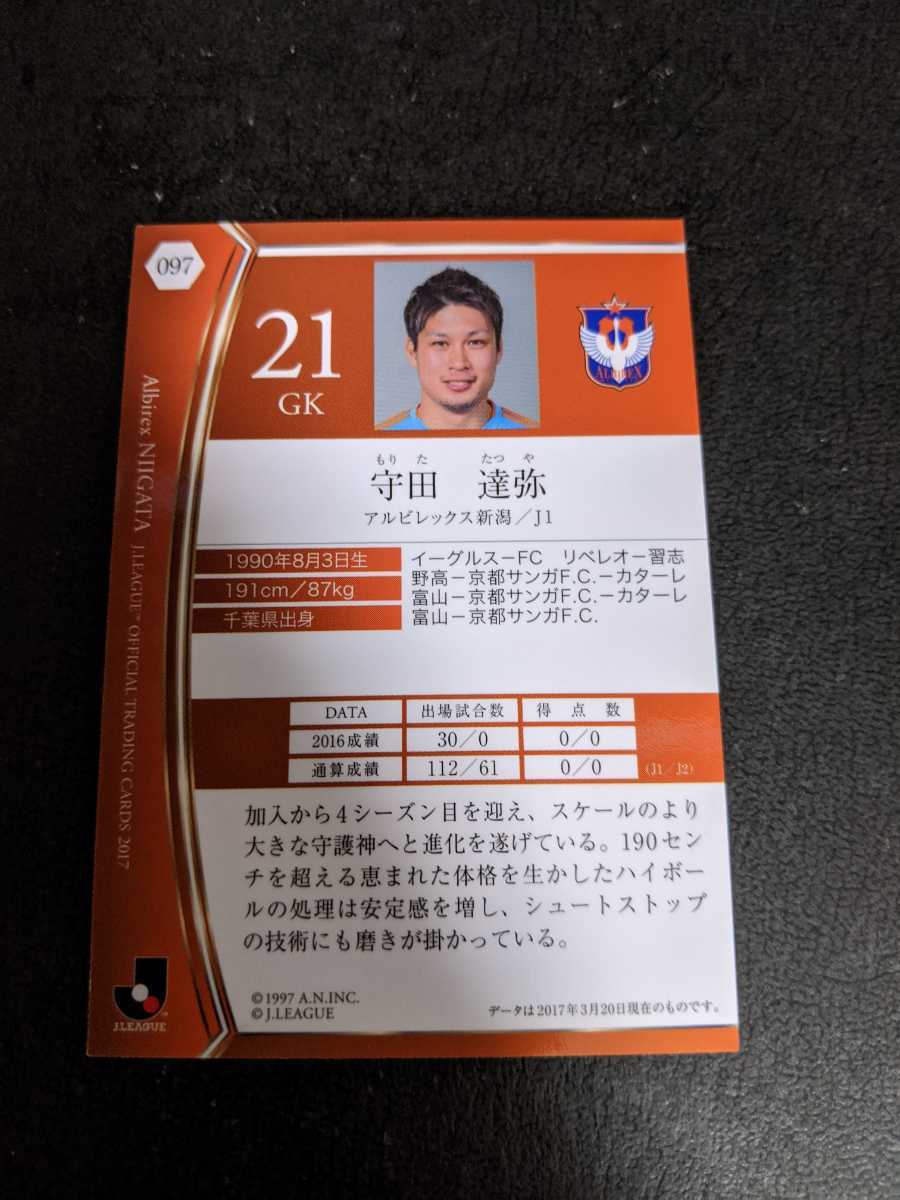 097
21
GK
ALBIREX
もり た たつ や
守田 達弥
アルビレックス新潟／J1
1990年8月3日生
191cm／87kg
千葉県出身
イーグルス－FC リベレオ－習志
野高－京都サンガF.C.－カターレ
富山－京都サンガF.C.－カターレ
富山－京都サンガF.C.
DATA 出場試合数 得点数
2016成績 30／0 0／0
通算成績 112／61 0／0 (J1／J2)
加入から4シーズン目を迎え、スケールのより
大きな守護神へと進化を遂げている。190セン
チを超える恵まれた体格を生かしたハイボー
ルの処理は安定感を増し、シュートストップ
の技術にも磨きが掛かっている。
©1997 A.N.INC.
© J.LEAGUE
データは2017年3月20日現在のものです。
Albirex NIIGATA J.LEAGUE™ OFFICIAL TRADING CARDS 2017
J.LEAGUE™